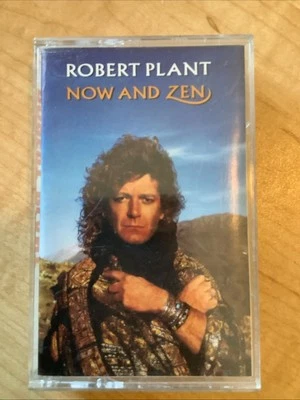 ROBERT PLANT
NOW AND ZEN